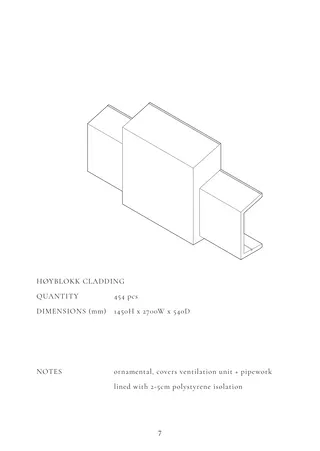 HØYBLOKK CLADDING
QUANTITY 454 pcs
DIMENSIONS (mm) 1450H x 2700W x 540D
NOTES ornamental, covers ventilation unit + pipework
lined with 2-5cm polystyrene isolation
7